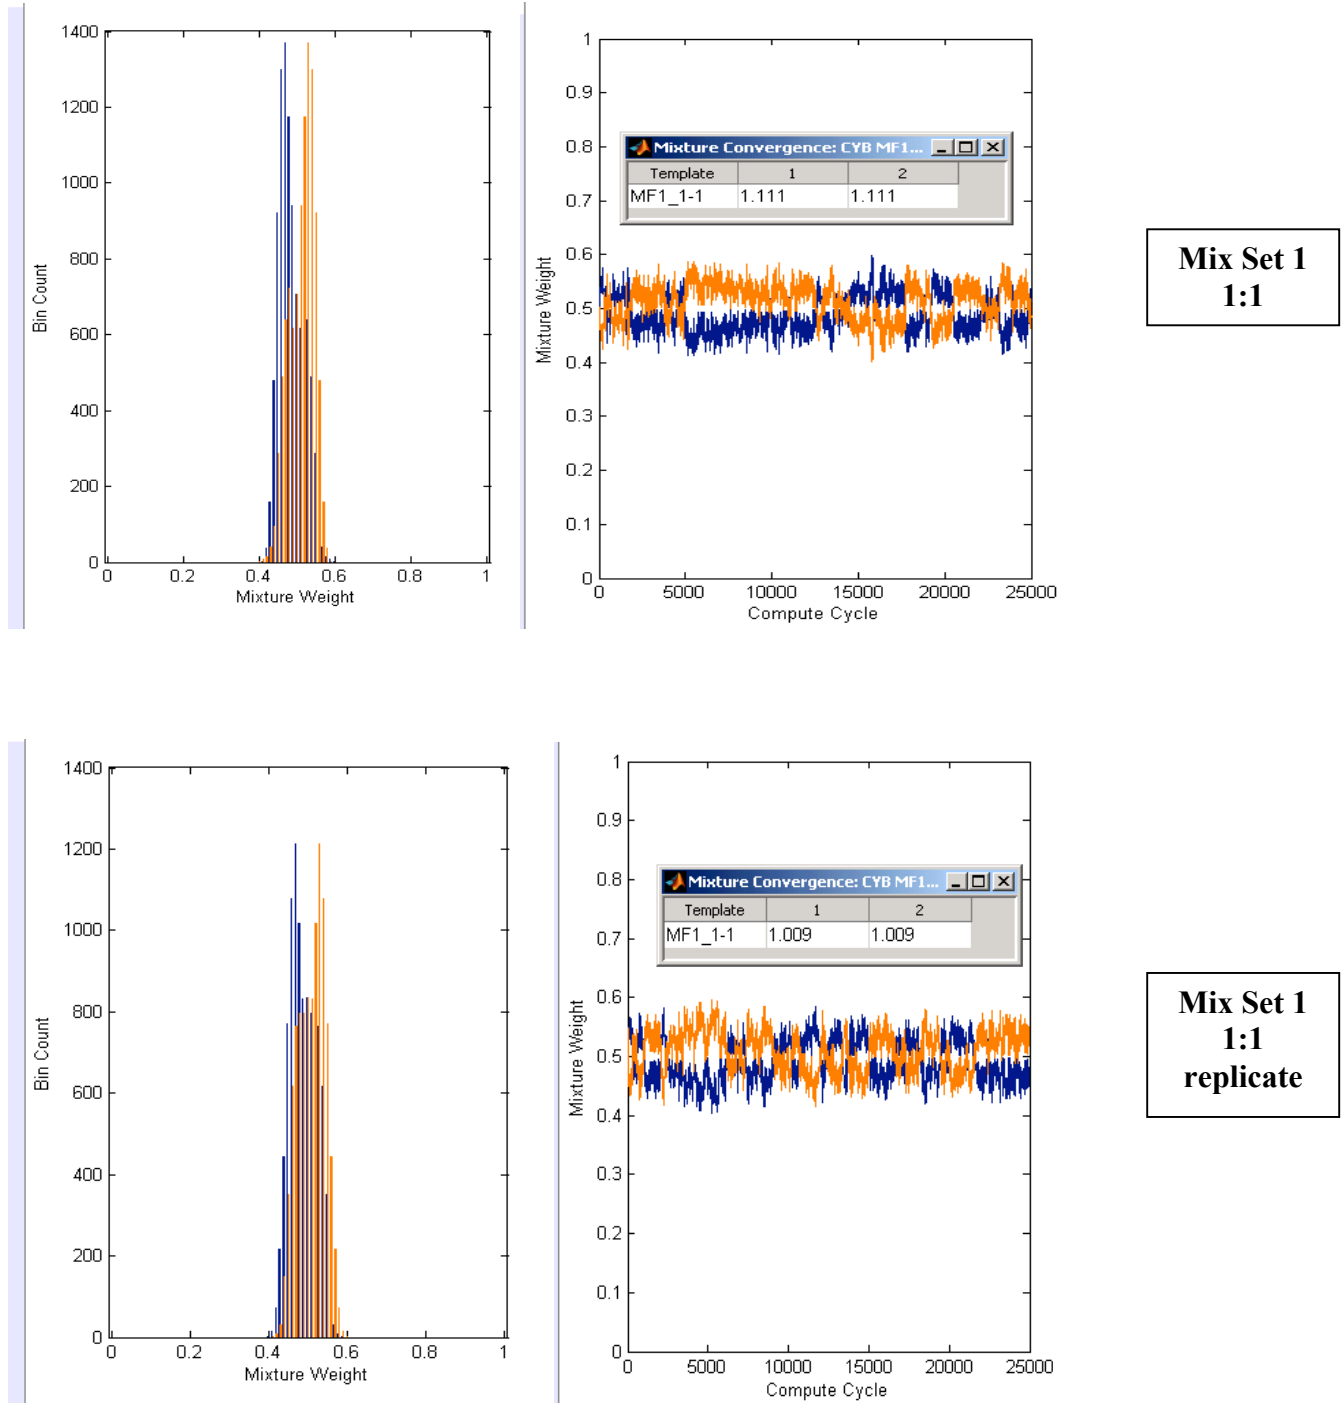 1400
1200
1000
800
600
400
200
0
Bin Count
0 0.2 0.4 0.6 0.8 1
Mixture Weight
1
0.9
0.8
0.7
0.6
0.5
0.4
0.3
0.2
0.1
0
Mixture Weight
Mixture Convergence: CYB MF1...
Template 1 2
MF1_1-1 1.111 1.111
0 5000 10000 15000 20000 25000
Compute Cycle
Mix Set 1
1:1
1400
1200
1000
800
600
400
200
0
Bin Count
0 0.2 0.4 0.6 0.8 1
Mixture Weight
1
0.9
0.8
0.7
0.6
0.5
0.4
0.3
0.2
0.1
0
Mixture Weight
Mixture Convergence: CYB MF1...
Template 1 2
MF1_1-1 1.009 1.009
0 5000 10000 15000 20000 25000
Compute Cycle
Mix Set 1
1:1
replicate